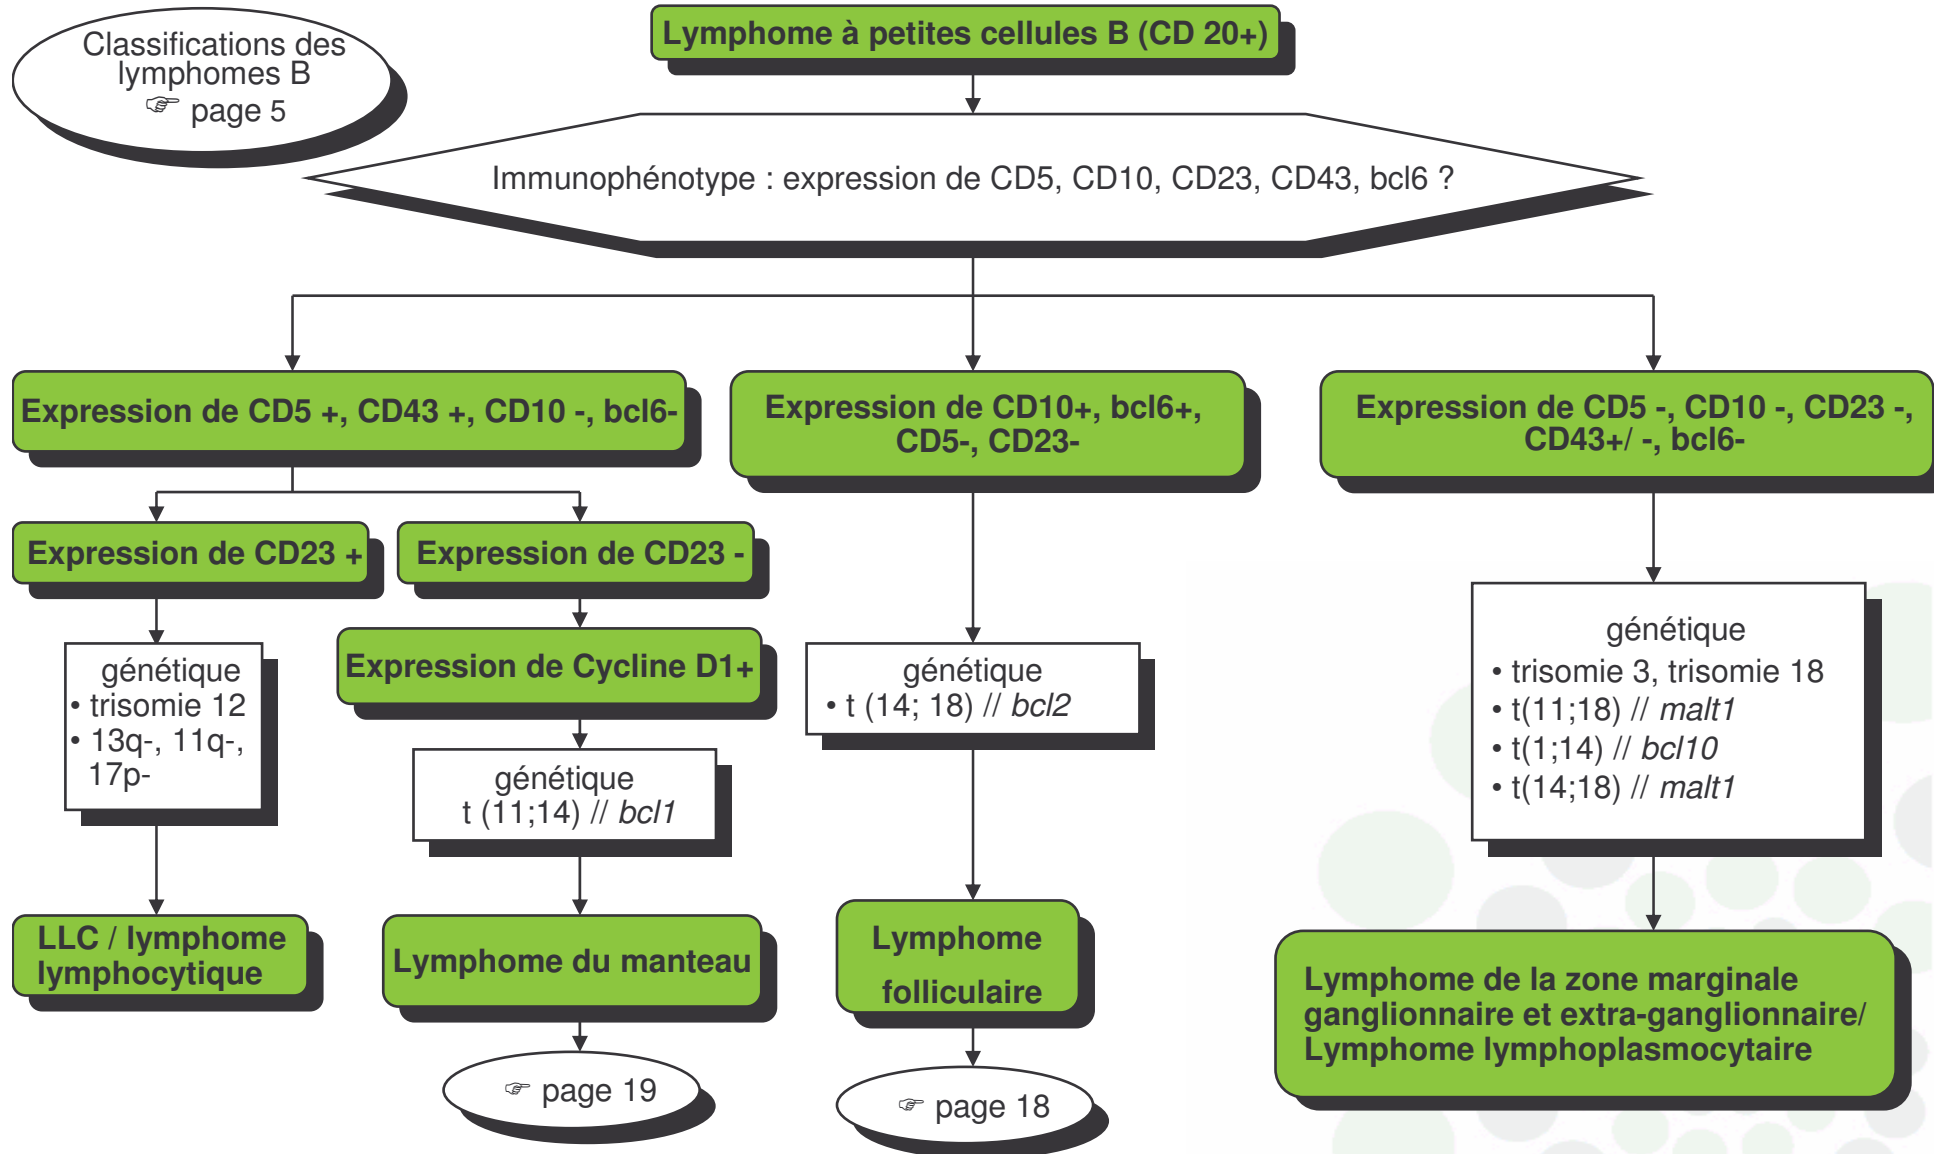 Classifications des
lymphomes B
☞ page 5
Lymphome à petites cellules B (CD 20+)
Immunophénotype : expression de CD5, CD10, CD23, CD43, bcl6 ?
Expression de CD5 +, CD43 +, CD10 -, bcl6-
Expression de CD10+, bcl6+,
CD5-, CD23-
Expression de CD5 -, CD10 -, CD23 -,
CD43+/ -, bcl6-
Expression de CD23 +
Expression de CD23 -
génétique
• trisomie 12
• 13q-, 11q-,
17p-
Expression de Cycline D1+
génétique
t (11;14) // bcl1
génétique
• t (14; 18) // bcl2
génétique
• trisomie 3, trisomie 18
• t(11;18) // malt1
• t(1;14) // bcl10
• t(14;18) // malt1
LLC / lymphome
lymphocytique
Lymphome du manteau
Lymphome
folliculaire
Lymphome de la zone marginale
ganglionnaire et extra-ganglionnaire/
Lymphome lymphoplasmocytaire
☞ page 19
☞ page 18